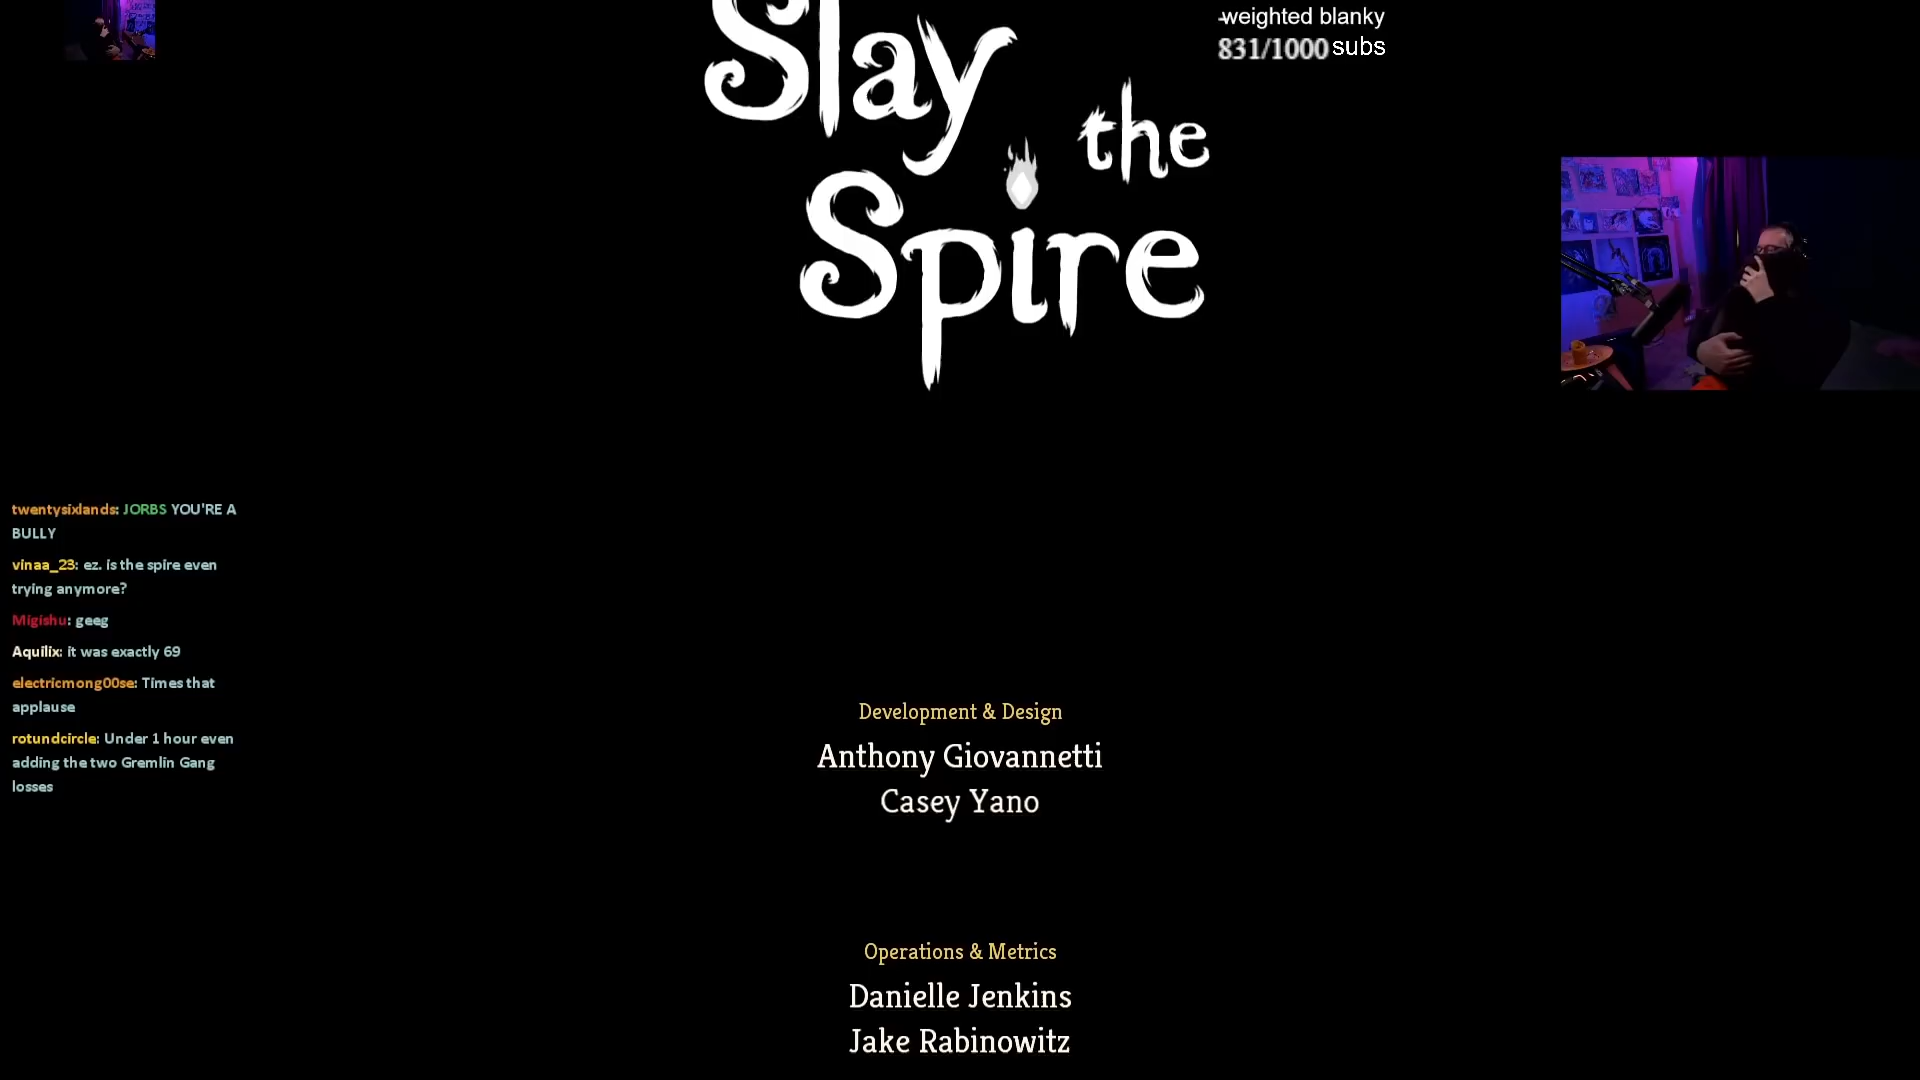 Slay
the
Spire
-weighted blanky
831/1000 subs
twentysixlands: JORBS YOU'RE A
BULLY
vinaa_23: ez. is the spire even
trying anymore?
Migishu: geeg
Aquilix: it was exactly 69
electricmong00se: Times that
applause
rotundcircle: Under 1 hour even
adding the two Gremlin Gang
losses
Development & Design
Anthony Giovannetti
Casey Yano
Operations & Metrics
Danielle Jenkins
Jake Rabinowitz